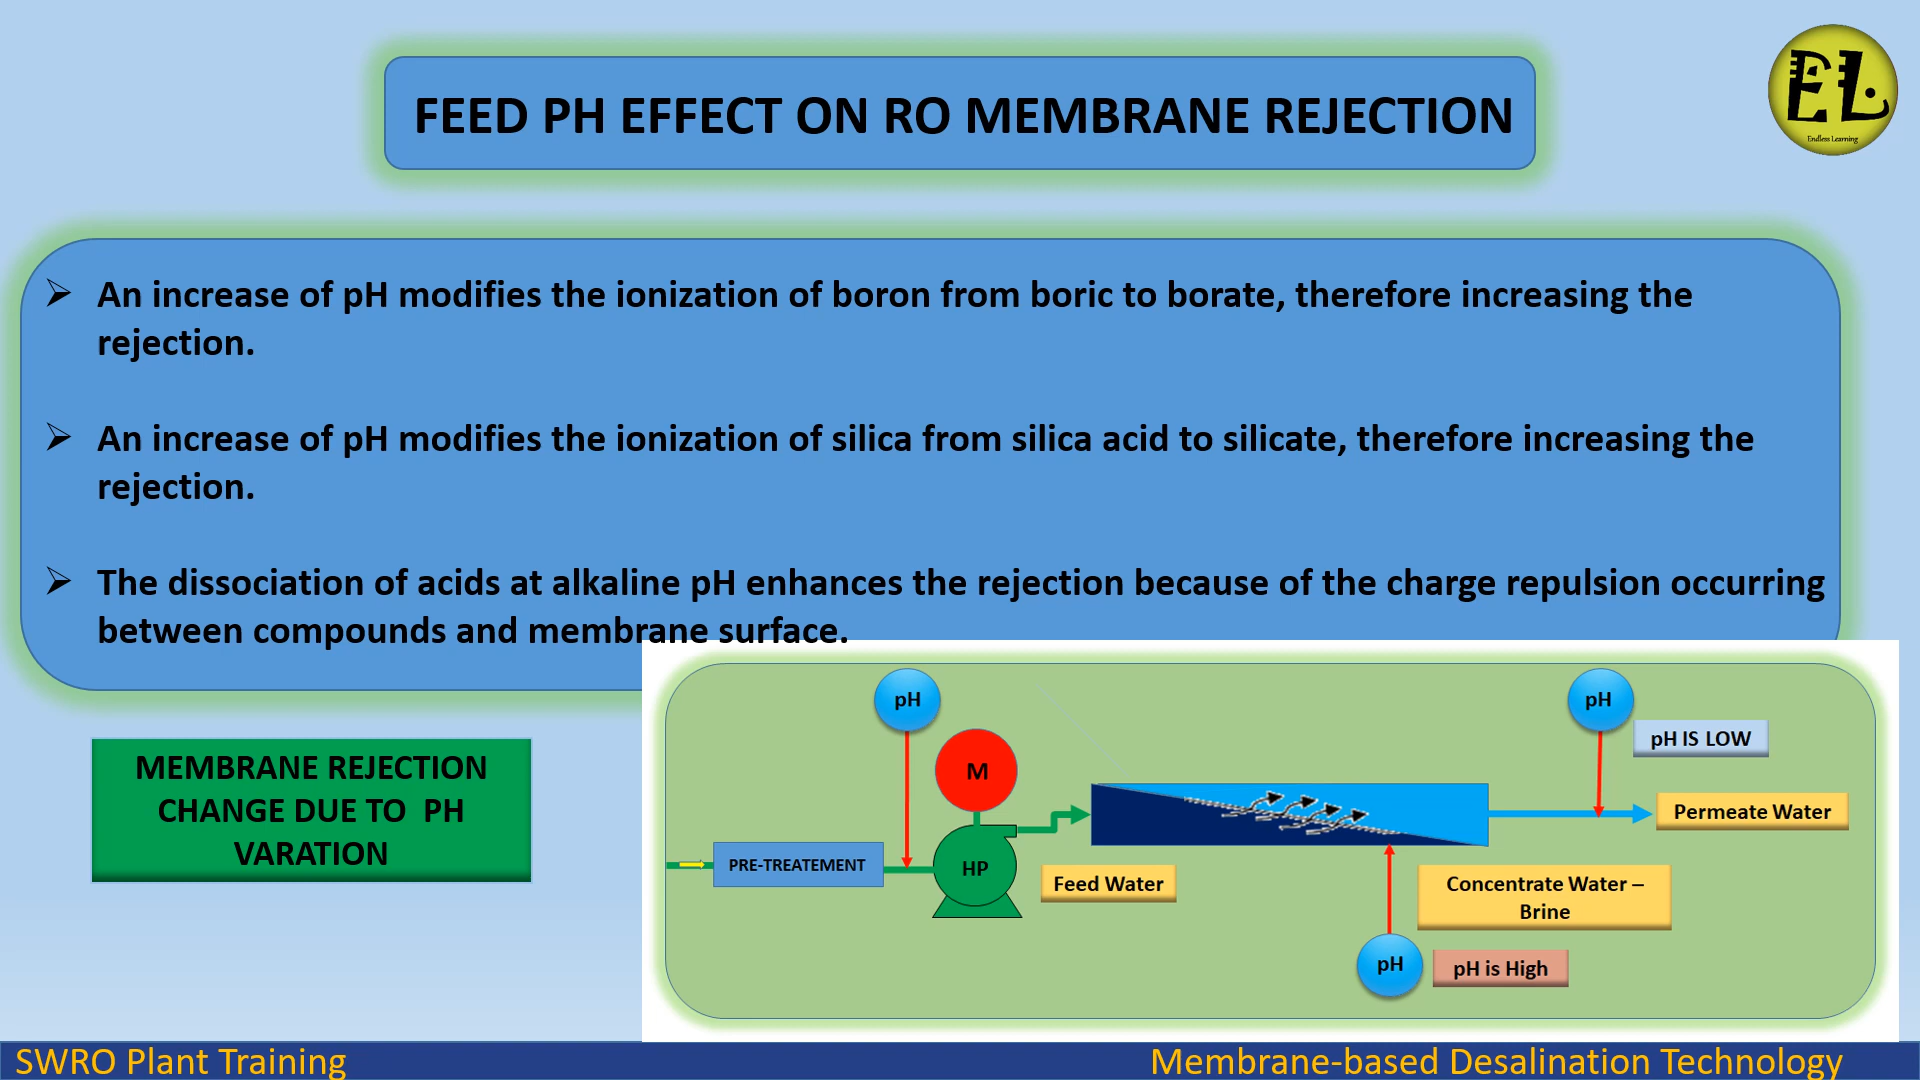 FEED PH EFFECT ON RO MEMBRANE REJECTION
EL
Endless Learning
An increase of pH modifies the ionization of boron from boric to borate, therefore increasing the
rejection.
An increase of pH modifies the ionization of silica from silica acid to silicate, therefore increasing the
rejection.
The dissociation of acids at alkaline pH enhances the rejection because of the charge repulsion occurring
between compounds and membrane surface.
MEMBRANE REJECTION
CHANGE DUE TO PH
VARATION
pH
M
HP
PRE-TREATEMENT
Feed Water
pH
pH IS LOW
Permeate Water
Concentrate Water –
Brine
pH
pH is High
SWRO Plant Training
Membrane-based Desalination Technology